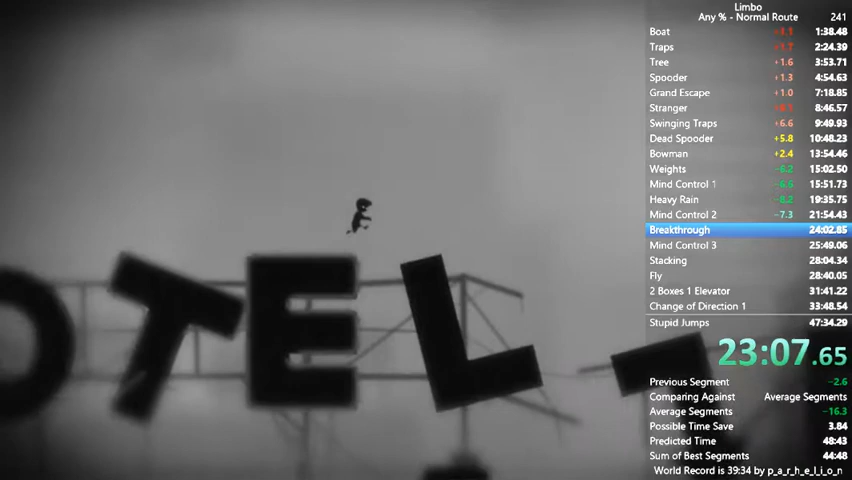 Limbo
Any % - Normal Route 241
Boat +1.1 1:38.48
Traps +1.7 2:24.39
Tree +1.6 3:53.71
Spooder +1.3 4:54.63
Grand Escape +1.0 7:18.85
Stranger 8:46.57
Swinging Traps +6.6 9:49.93
Dead Spooder +5.8 10:48.23
Bowman +2.4 13:54.46
Weights 15:02.50
Mind Control 1 15:51.73
Heavy Rain 19:35.75
Mind Control 2 −7.3 21:54.43
Breakthrough 24:02.85
Mind Control 3 25:49.06
Stacking 28:04.34
Fly 28:40.05
2 Boxes 1 Elevator 31:41.22
Change of Direction 1 33:48.54
Stupid Jumps 47:34.29
23:07.65
Previous Segment −2.6
Comparing Against Average Segments
Average Segments −16.3
Possible Time Save 3.84
Predicted Time 48:43
Sum of Best Segments 44:48
World Record is 39:34 by p_a_r_h_e_l_i_o_n
OTEL